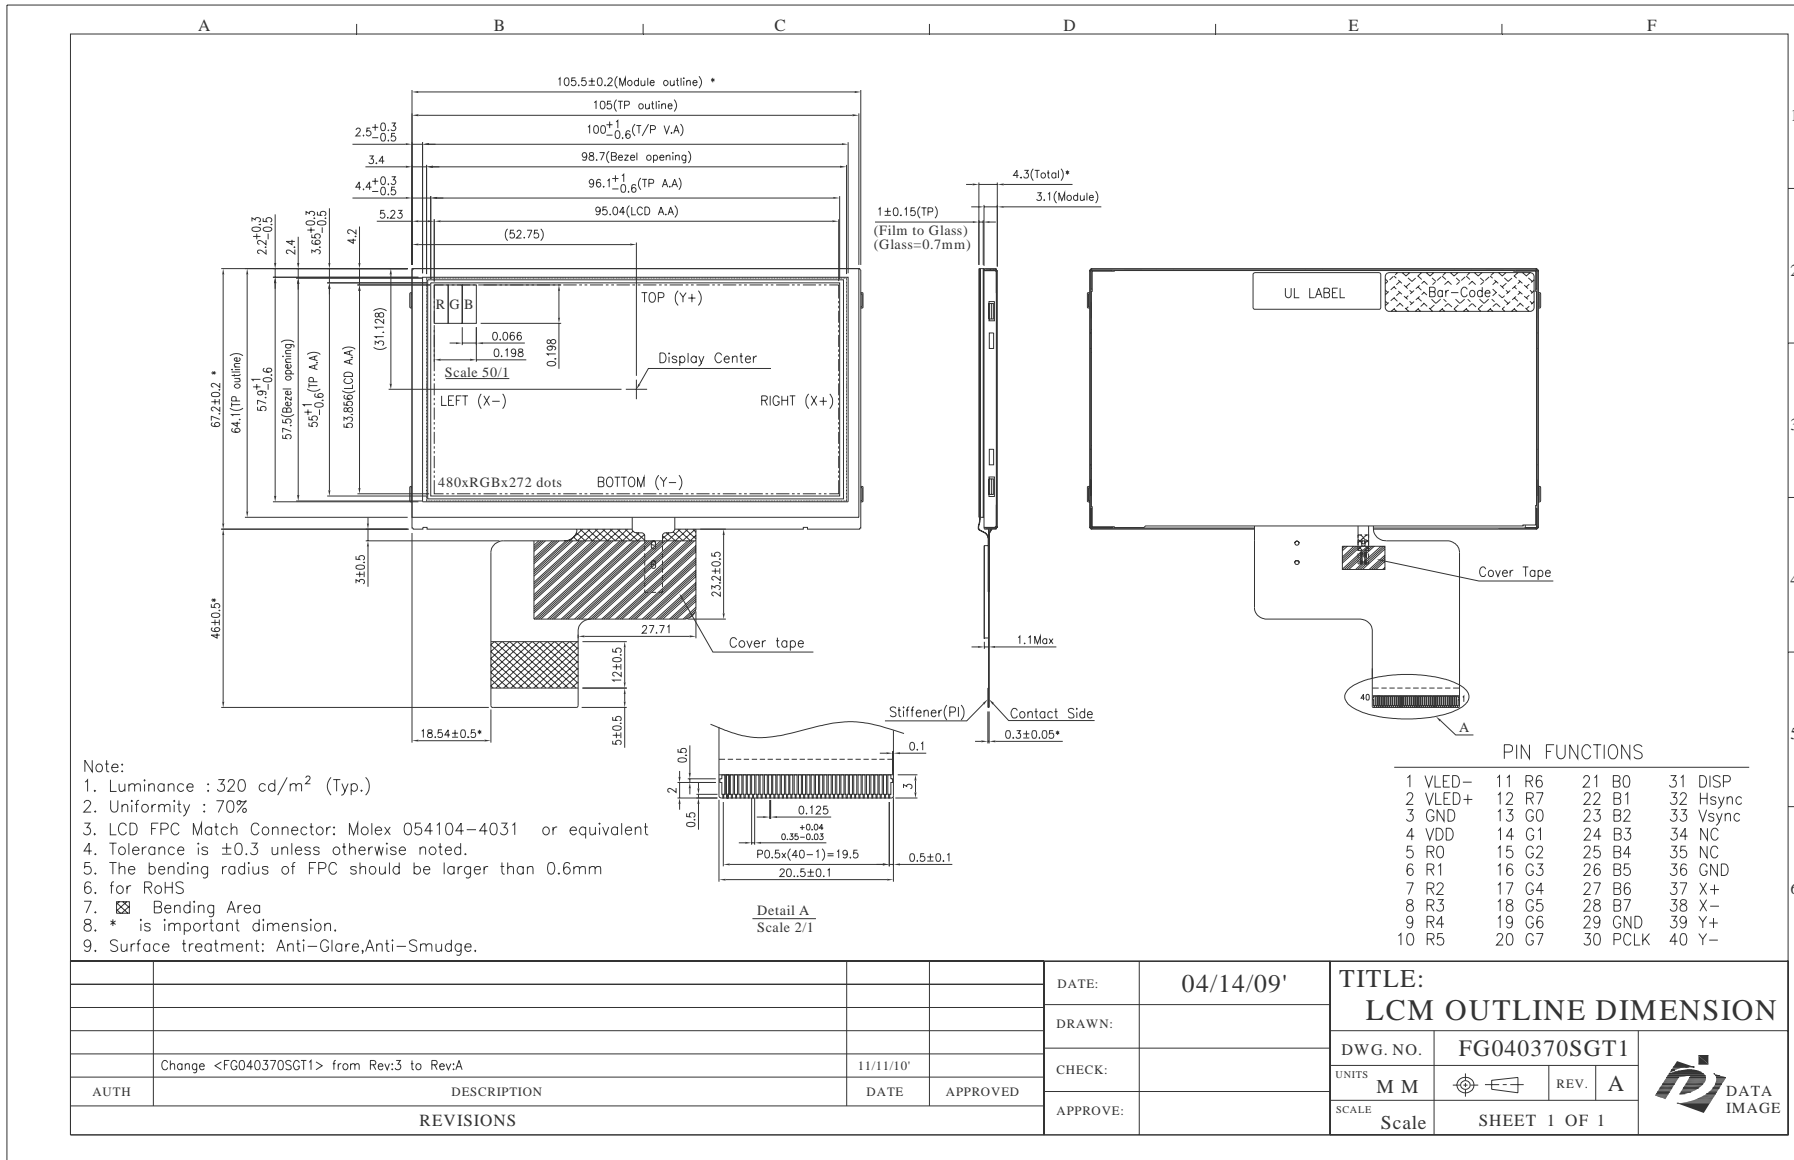 A B C D E F
1
2
3
4
5
6
105.5±0.2(Module outline) *
105(TP outline)
2.5+0.3 −0.5
100+1 −0.6(T/P V.A)
3.4
98.7(Bezel opening)
4.4+0.3 −0.5
96.1+1 −0.6(TP A.A)
5.23
95.04(LCD A.A)
(52.75)
2.2+0.3 −0.5
2.4
3.65+0.3 −0.5
4.2
67.2±0.2 *
64.1(TP outline)
57.9+1 −0.6
57.5(Bezel opening)
55+1 −0.6(TP A.A)
53.856(LCD A.A)
(31.128)
R G B
TOP (Y+)
0.066
0.198
0.198
Scale 50/1
Display Center
LEFT (X−)
RIGHT (X+)
480xRGBx272 dots
BOTTOM (Y−)
3±0.5
46±0.5*
23.2±0.5
27.71
Cover tape
12±0.5
5±0.5
18.54±0.5*
4.3(Total)*
3.1(Module)
1±0.15(TP)
(Film to Glass)
(Glass=0.7mm)
1.1Max
Stiffener(PI)
Contact Side
0.3±0.05*
UL LABEL
Bar−Code
Cover Tape
40
1
A
0.1
0.5
2
0.5
3
0.125
0.35+0.04 −0.03
P0.5x(40−1)=19.5
0.5±0.1
20..5±0.1
Detail A
Scale 2/1
Note:
1. Luminance : 320 cd/m² (Typ.)
2. Uniformity : 70%
3. LCD FPC Match Connector: Molex 054104−4031 or equivalent
4. Tolerance is ±0.3 unless otherwise noted.
5. The bending radius of FPC should be larger than 0.6mm
6. for RoHS
7. Bending Area
8. * is important dimension.
9. Surface treatment: Anti−Glare,Anti−Smudge.
PIN FUNCTIONS
1 VLED− 11 R6 21 B0 31 DISP
2 VLED+ 12 R7 22 B1 32 Hsync
3 GND 13 G0 23 B2 33 Vsync
4 VDD 14 G1 24 B3 34 NC
5 R0 15 G2 25 B4 35 NC
6 R1 16 G3 26 B5 36 GND
7 R2 17 G4 27 B6 37 X+
8 R3 18 G5 28 B7 38 X−
9 R4 19 G6 29 GND 39 Y+
10 R5 20 G7 30 PCLK 40 Y−
Change <FG040370SGT1> from Rev:3 to Rev:A 11/11/10'
AUTH DESCRIPTION DATE APPROVED
REVISIONS
DATE: 04/14/09'
DRAWN:
CHECK:
APPROVE:
TITLE:
LCM OUTLINE DIMENSION
DWG. NO. FG040370SGT1
UNITS M M REV. A
SCALE Scale SHEET 1 OF 1
DATA
IMAGE